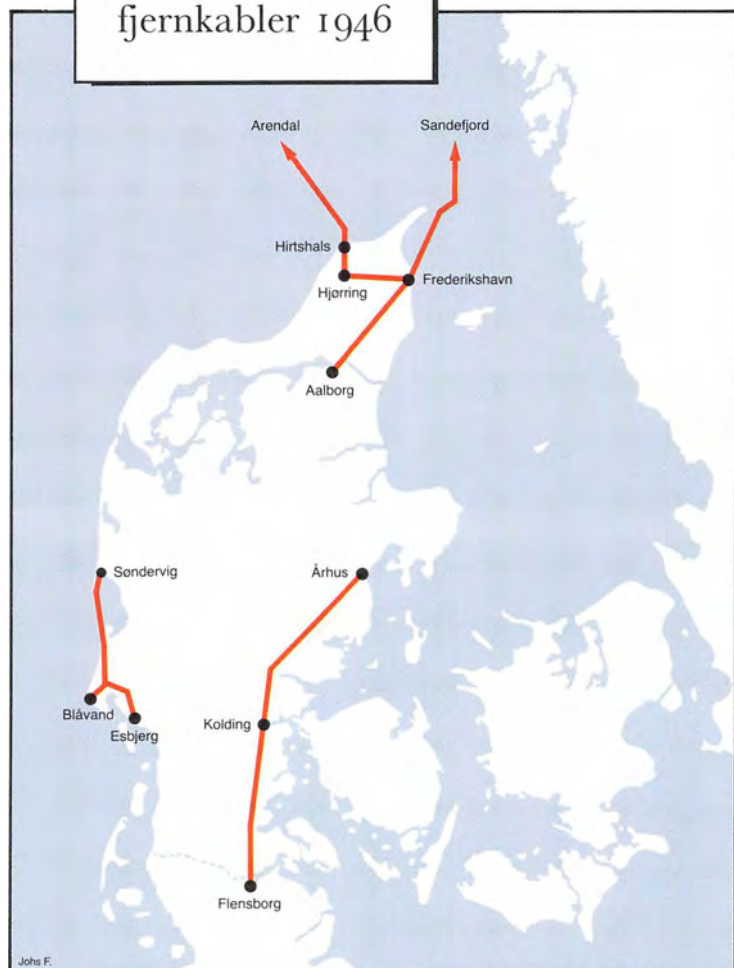 fjernkabler 1946
Arendal
Sandefjord
Hirtshals
Hjørring
Frederikshavn
Aalborg
Søndervig
Århus
Blåvand
Esbjerg
Kolding
Flensborg
Johs F.